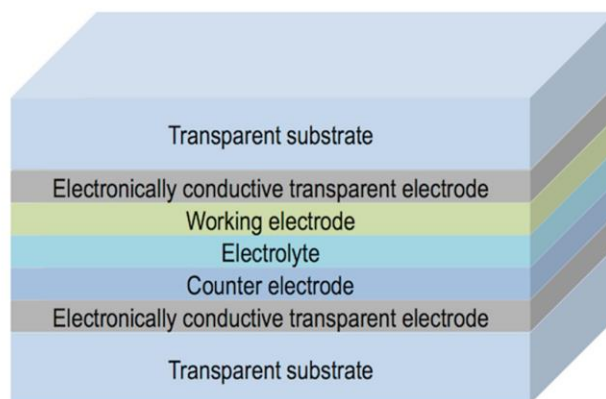 Transparent substrate
Electronically conductive transparent electrode
Working electrode
Electrolyte
Counter electrode
Electronically conductive transparent electrode
Transparent substrate